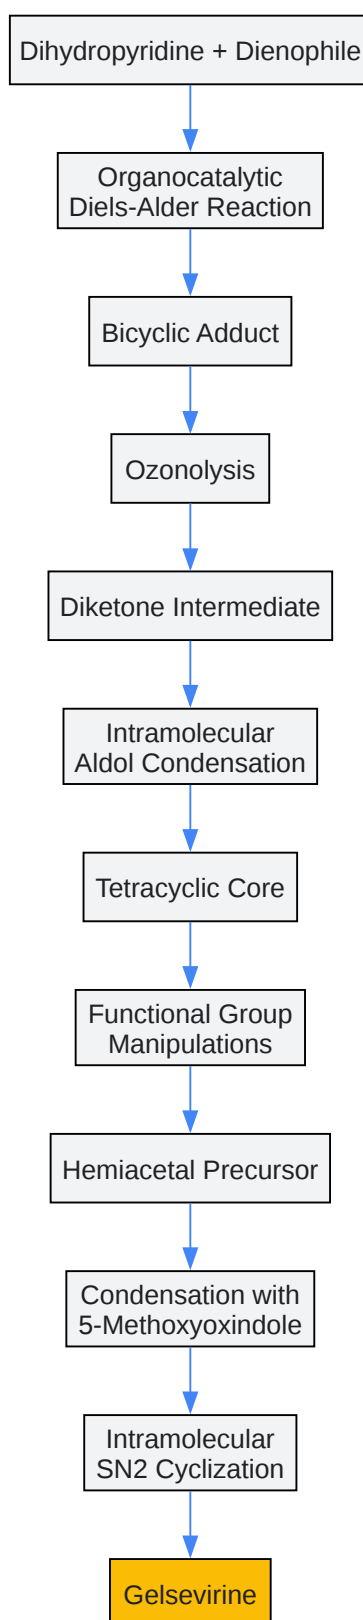 Dihydropyridine + Dienophile
Organocatalytic
Diels-Alder Reaction
Bicyclic Adduct
Ozonolysis
Diketone Intermediate
Intramolecular
Aldol Condensation
Tetracyclic Core
Functional Group
Manipulations
Hemiacetal Precursor
Condensation with
5-Methoxyoxindole
Intramolecular
SN2 Cyclization
Gelsevirine